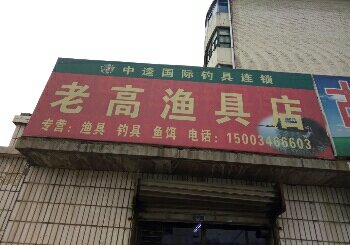 中逵国际钓具连锁
老高渔具店
专营：渔具 钓具 鱼饵 电话：15003466603